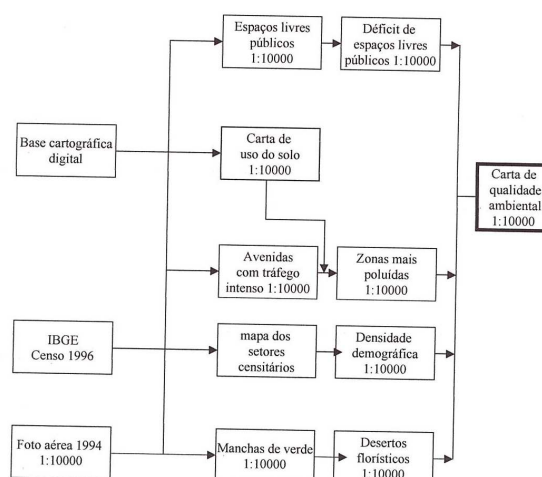 Espaços livres
públicos
1:10000
Déficit de
espaços livres
públicos 1:10000
Base cartográfica
digital
Carta de
uso do solo
1:10000
Carta de
qualidade
ambiental
1:10000
Avenidas
com tráfego
intenso 1:10000
Zonas mais
poluídas
1:10000
IBGE
Censo 1996
mapa dos
setores
censitários
Densidade
demográfica
1:10000
Foto aérea 1994
1:10000
Manchas de verde
1:10000
Desertos
florísticos
1:10000